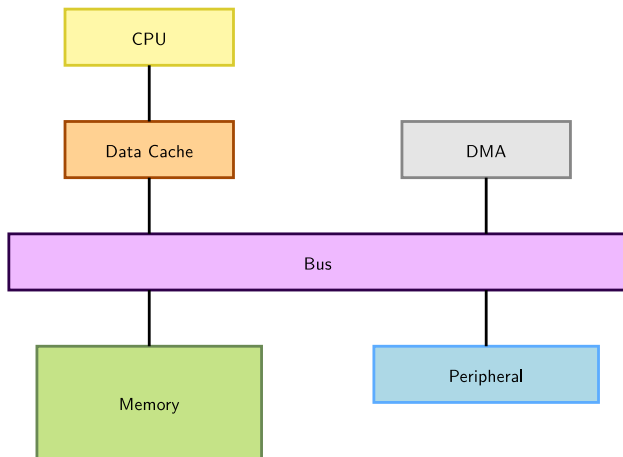 CPU
Data Cache
DMA
Bus
Memory
Peripheral